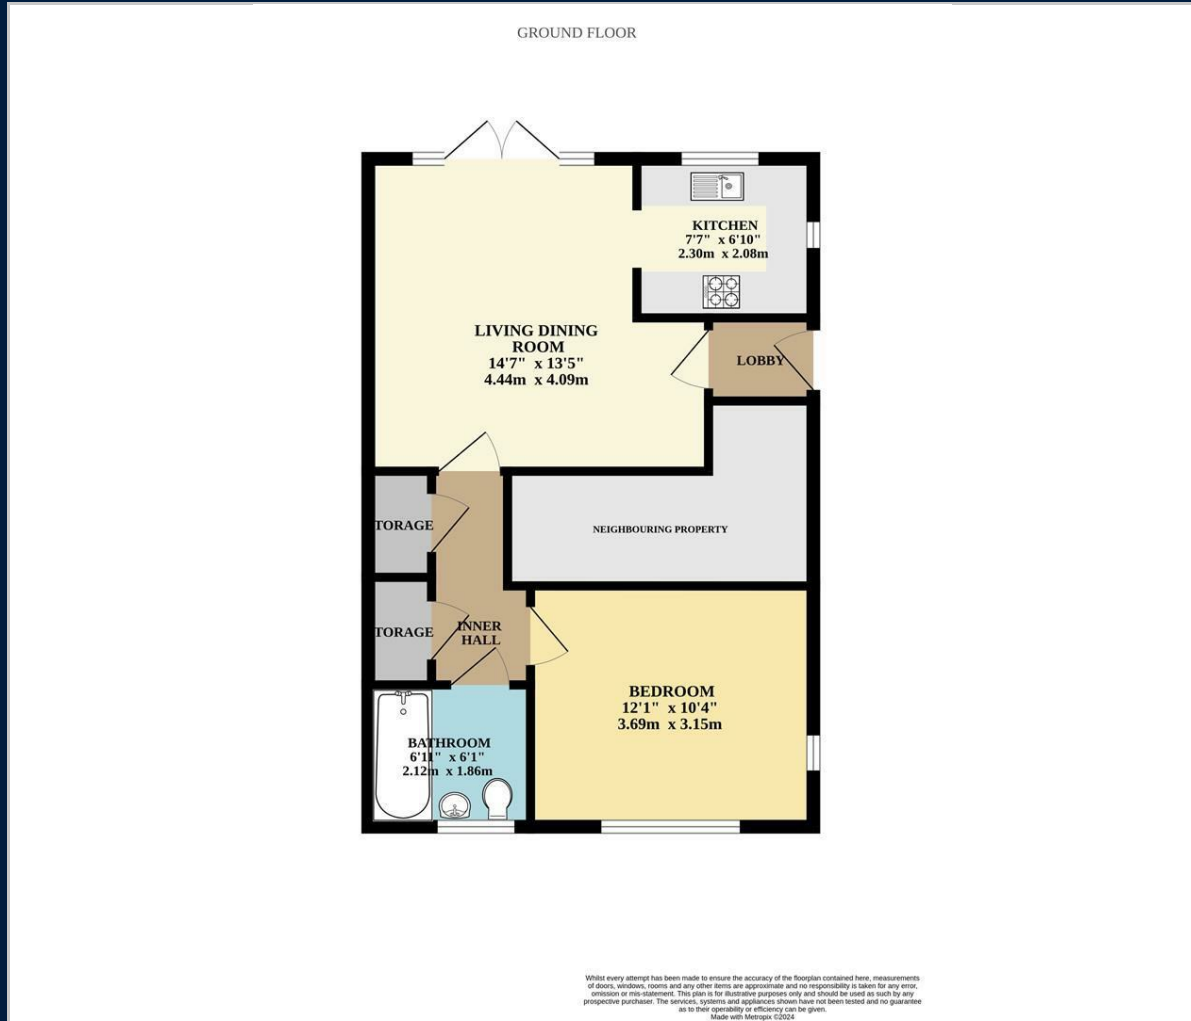 GROUND FLOOR
KITCHEN
7'7" x 6'10"
2.30m x 2.08m
LIVING DINING
ROOM
14'7" x 13'5"
4.44m x 4.09m
LOBBY
TORAGE
NEIGHBOURING PROPERTY
TORAGE
INNER
HALL
BEDROOM
12'1" x 10'4"
3.69m x 3.15m
BATHROOM
6'11" x 6'1"
2.12m x 1.86m
Whilst every attempt has been made to ensure the accuracy of the floorplan contained here, measurements
of doors, windows, rooms and any other items are approximate and no responsibility is taken for any error,
omission or mis-statement. This plan is for illustrative purposes only and should be used as such by any
prospective purchaser. The services, systems and appliances shown have not been tested and no guarantee
as to their operability or efficiency can be given.
Made with Metropix ©2024